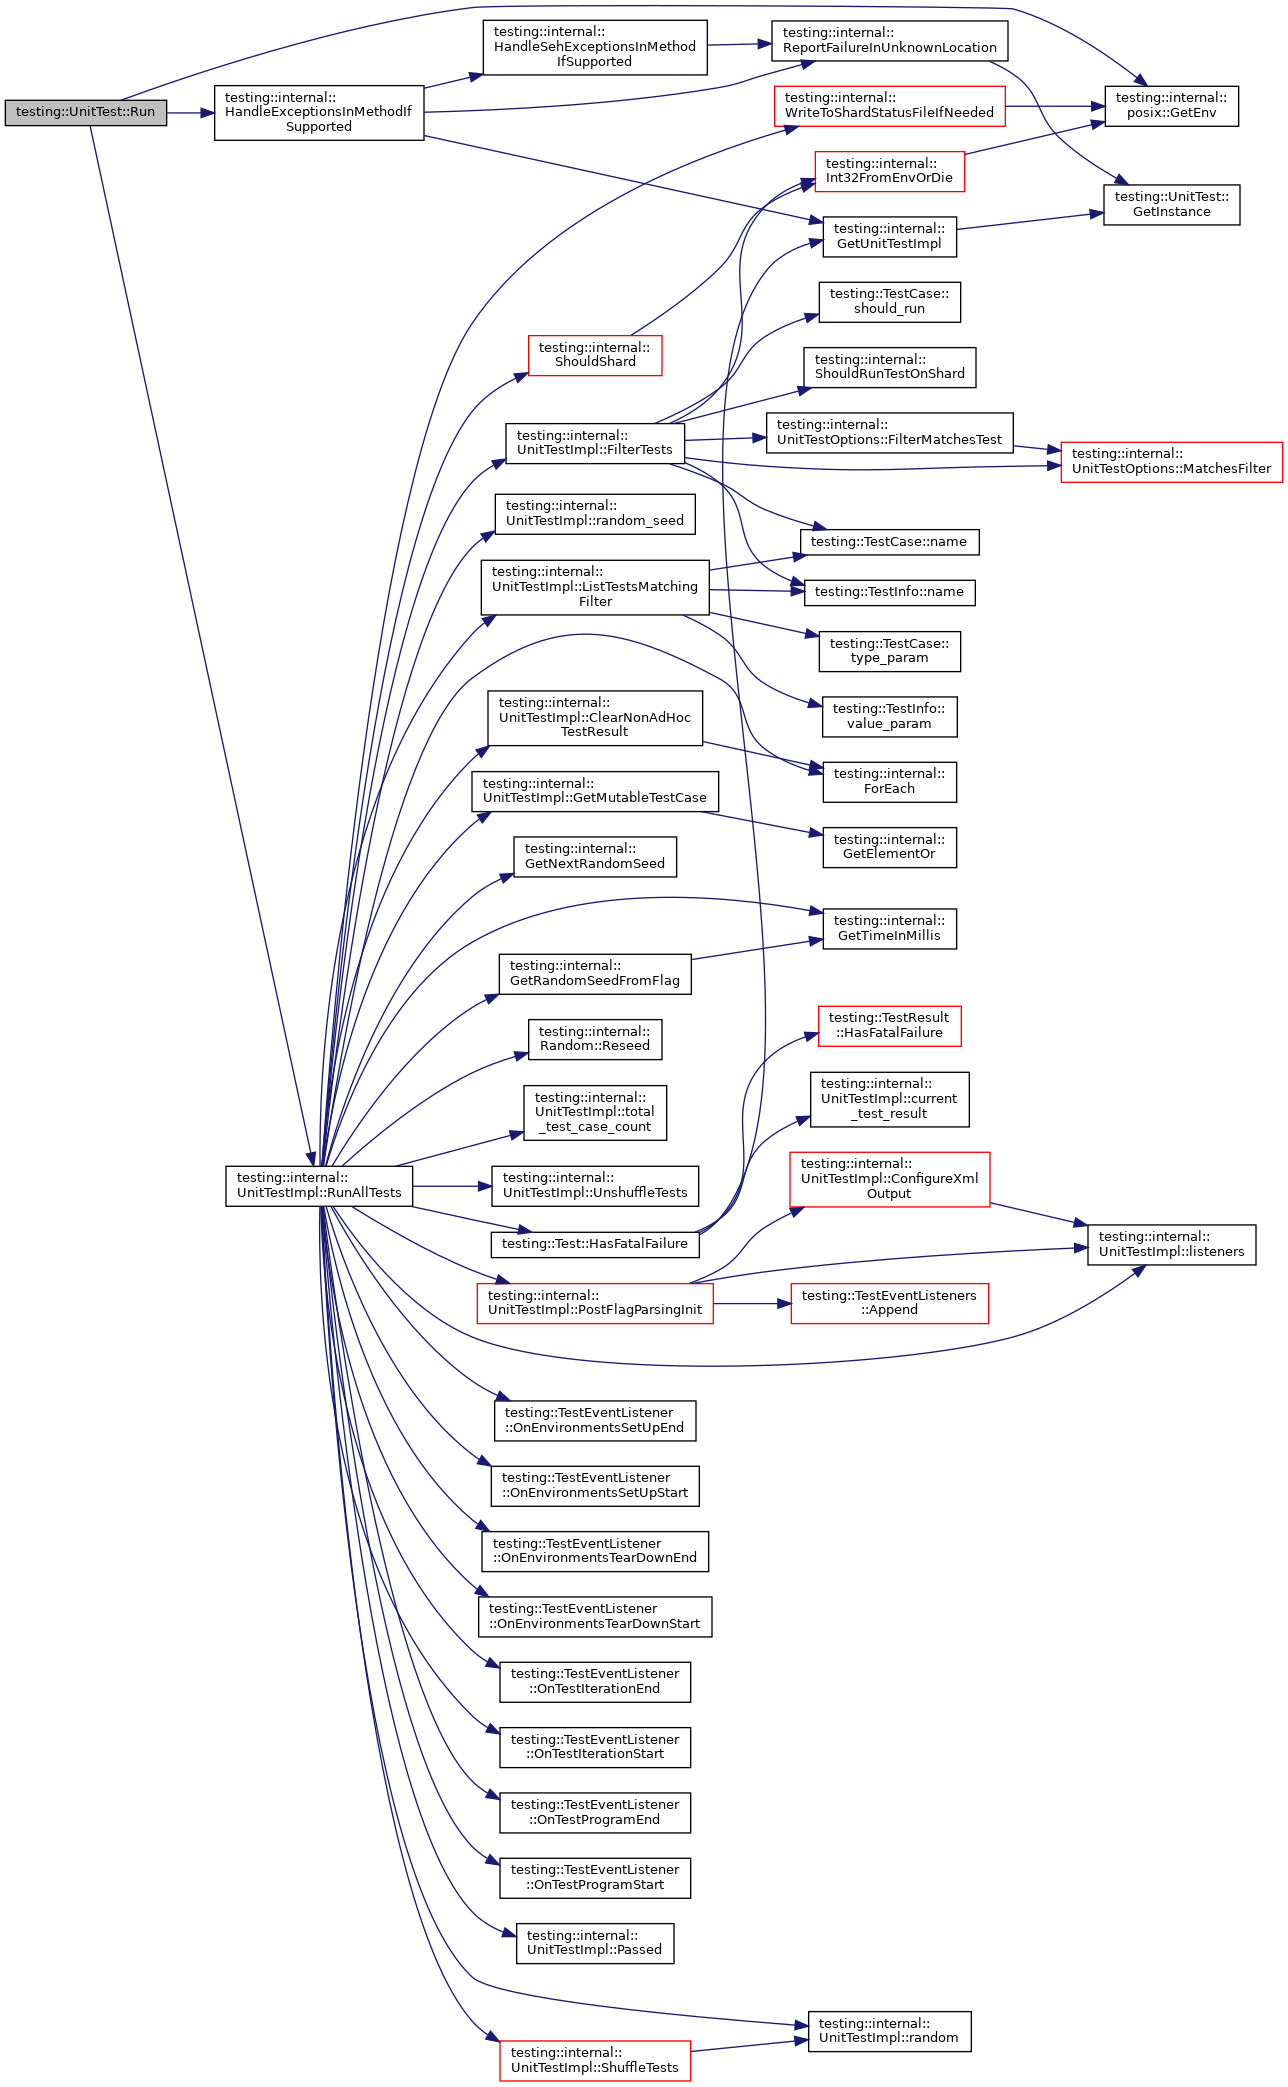 testing::UnitTest::Run
testing::internal::
HandleExceptionsInMethodIf
Supported
testing::internal::
HandleSehExceptionsInMethod
IfSupported
testing::internal::
ReportFailureInUnknownLocation
testing::internal::
WriteToShardStatusFileIfNeeded
testing::internal::
posix::GetEnv
testing::internal::
Int32FromEnvOrDie
testing::UnitTest::
GetInstance
testing::internal::
GetUnitTestImpl
testing::TestCase::
should_run
testing::internal::
ShouldShard
testing::internal::
ShouldRunTestOnShard
testing::internal::
UnitTestImpl::FilterTests
testing::internal::
UnitTestOptions::FilterMatchesTest
testing::internal::
UnitTestOptions::MatchesFilter
testing::internal::
UnitTestImpl::random_seed
testing::TestCase::name
testing::internal::
UnitTestImpl::ListTestsMatching
Filter
testing::TestInfo::name
testing::TestCase::
type_param
testing::internal::
UnitTestImpl::ClearNonAdHoc
TestResult
testing::TestInfo::
value_param
testing::internal::
UnitTestImpl::GetMutableTestCase
testing::internal::
ForEach
testing::internal::
GetNextRandomSeed
testing::internal::
GetElementOr
testing::internal::
GetTimeInMillis
testing::internal::
GetRandomSeedFromFlag
testing::internal::
Random::Reseed
testing::TestResult
::HasFatalFailure
testing::internal::
UnitTestImpl::total
_test_case_count
testing::internal::
UnitTestImpl::current
_test_result
testing::internal::
UnitTestImpl::RunAllTests
testing::internal::
UnitTestImpl::UnshuffleTests
testing::internal::
UnitTestImpl::ConfigureXml
Output
testing::Test::HasFatalFailure
testing::internal::
UnitTestImpl::listeners
testing::internal::
UnitTestImpl::PostFlagParsingInit
testing::TestEventListeners
::Append
testing::TestEventListener
::OnEnvironmentsSetUpEnd
testing::TestEventListener
::OnEnvironmentsSetUpStart
testing::TestEventListener
::OnEnvironmentsTearDownEnd
testing::TestEventListener
::OnEnvironmentsTearDownStart
testing::TestEventListener
::OnTestIterationEnd
testing::TestEventListener
::OnTestIterationStart
testing::TestEventListener
::OnTestProgramEnd
testing::TestEventListener
::OnTestProgramStart
testing::internal::
UnitTestImpl::Passed
testing::internal::
UnitTestImpl::random
testing::internal::
UnitTestImpl::ShuffleTests